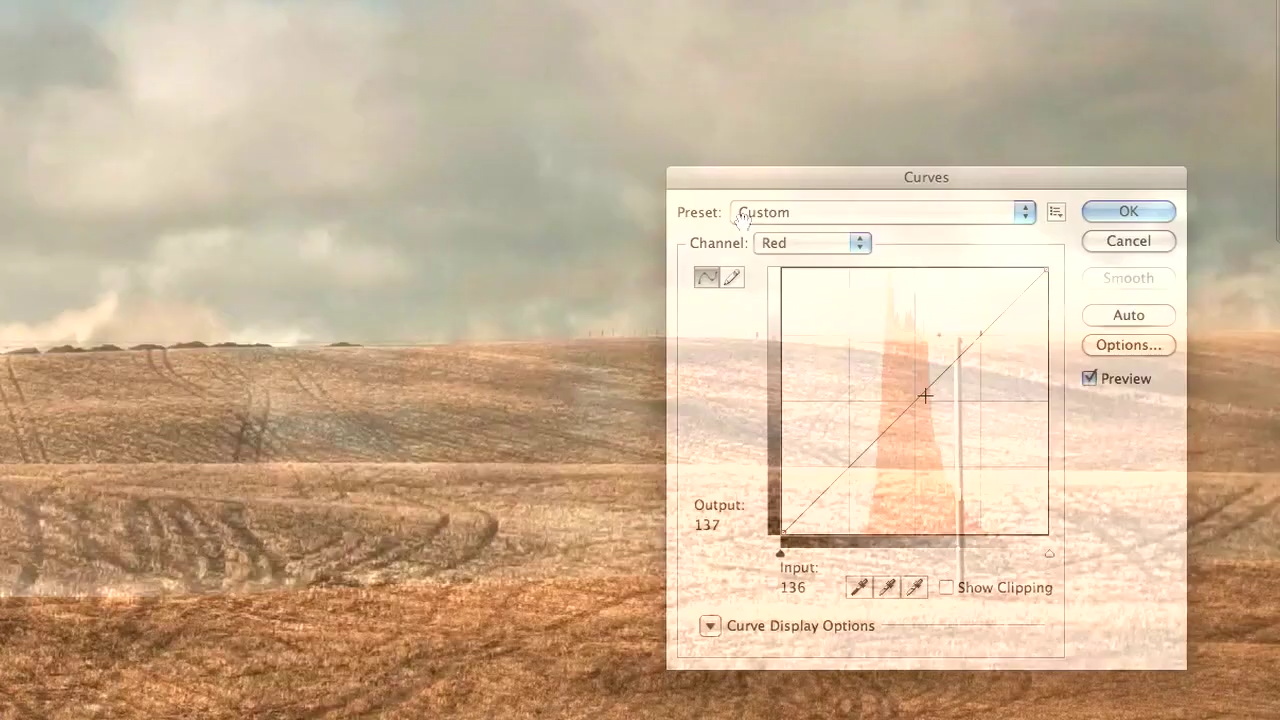 Curves
Preset: Custom
OK
Channel: Red
Cancel
Smooth
Auto
Options...
Preview
Output:
137
Input:
136
Show Clipping
Curve Display Options